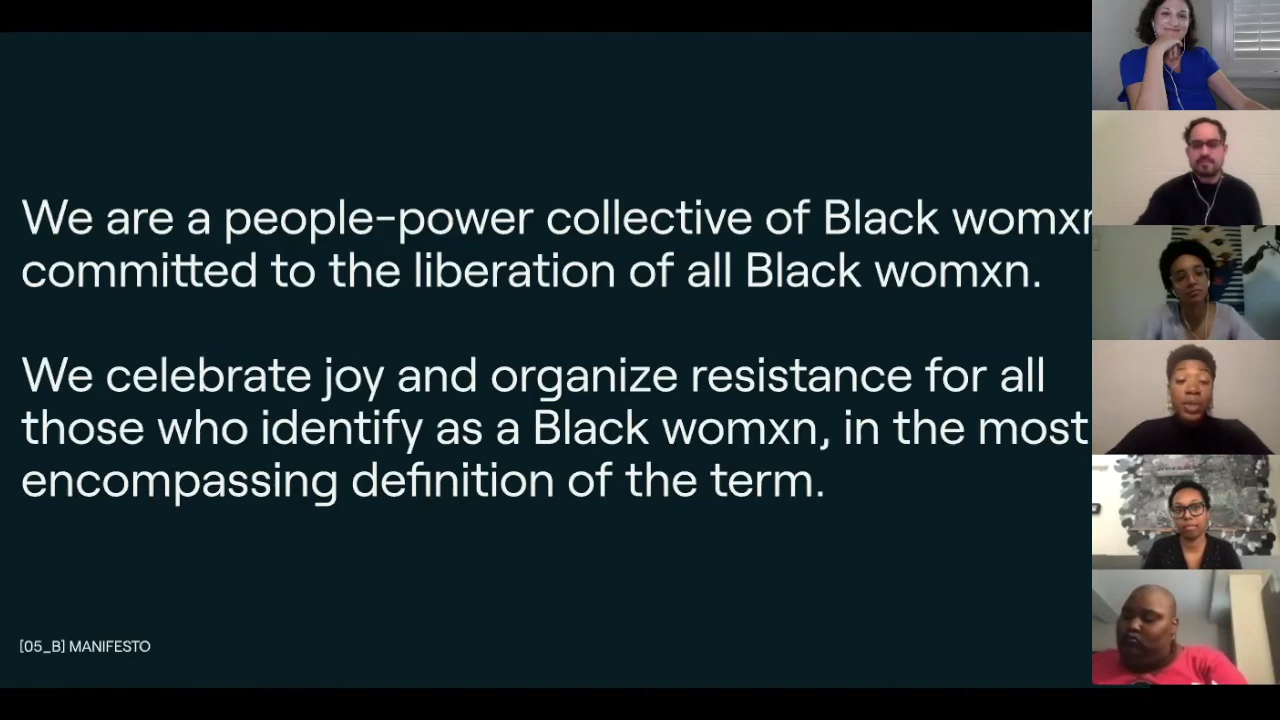 We are a people-power collective of Black womxn
committed to the liberation of all Black womxn.
We celebrate joy and organize resistance for all
those who identify as a Black womxn, in the most
encompassing definition of the term.
[05_B] MANIFESTO